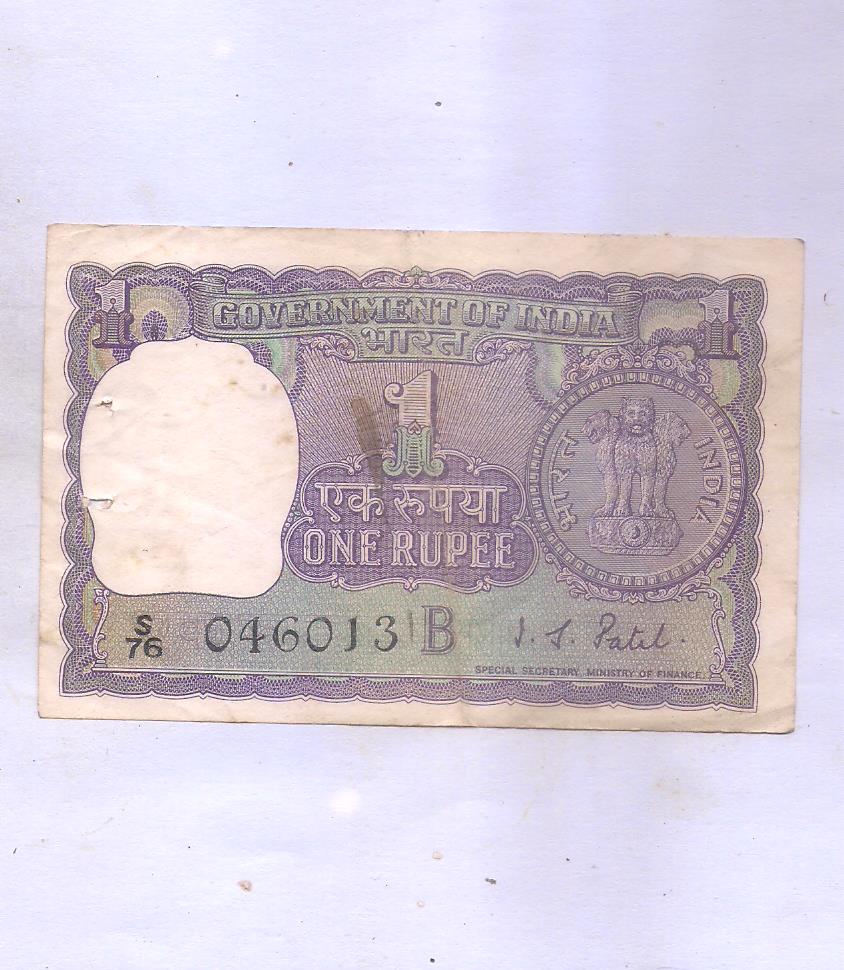 1 1
GOVERNMENT OF INDIA
भारत
1
एक रुपया
ONE RUPEE
भारत INDIA
S/76 046013 B
I. G. Patel.
SPECIAL SECRETARY, MINISTRY OF FINANCE.